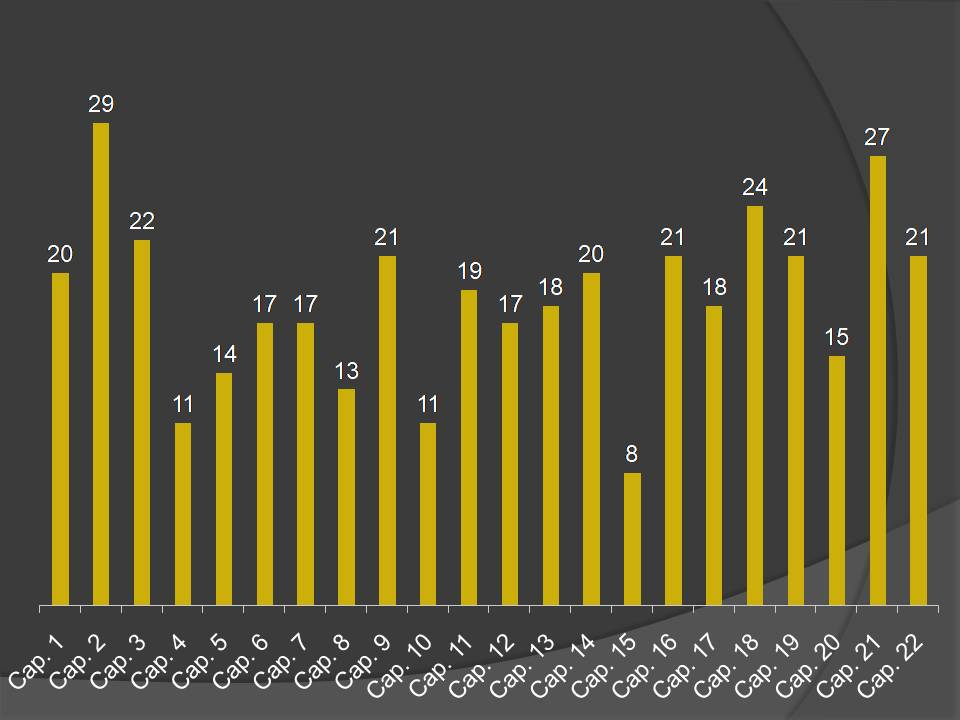 29
27
24
22
21
21
21
21
20
20
19
18
18
17
17
17
15
14
13
11
11
8
Cap. 1
Cap. 2
Cap. 3
Cap. 4
Cap. 5
Cap. 6
Cap. 7
Cap. 8
Cap. 9
Cap. 10
Cap. 11
Cap. 12
Cap. 13
Cap. 14
Cap. 15
Cap. 16
Cap. 17
Cap. 18
Cap. 19
Cap. 20
Cap. 21
Cap. 22